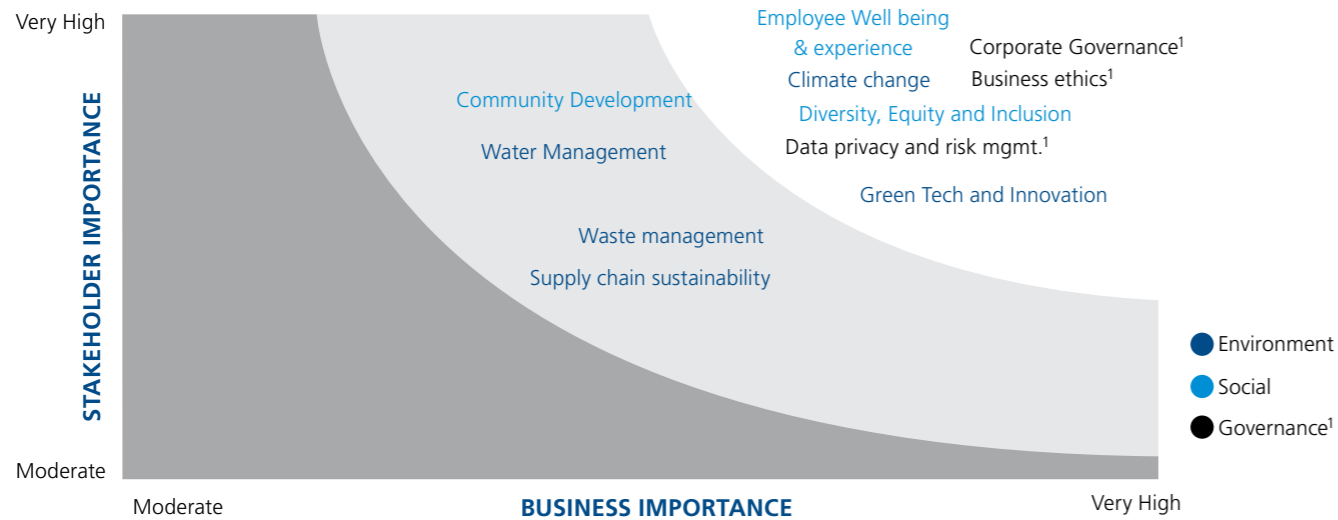 Very High
Employee Well being
& experience
Corporate Governance¹
Climate change
Business ethics¹
Community Development
Diversity, Equity and Inclusion
Water Management
Data privacy and risk mgmt.¹
Green Tech and Innovation
Waste management
Supply chain sustainability
STAKEHOLDER IMPORTANCE
Environment
Social
Governance¹
Moderate
Moderate
BUSINESS IMPORTANCE
Very High